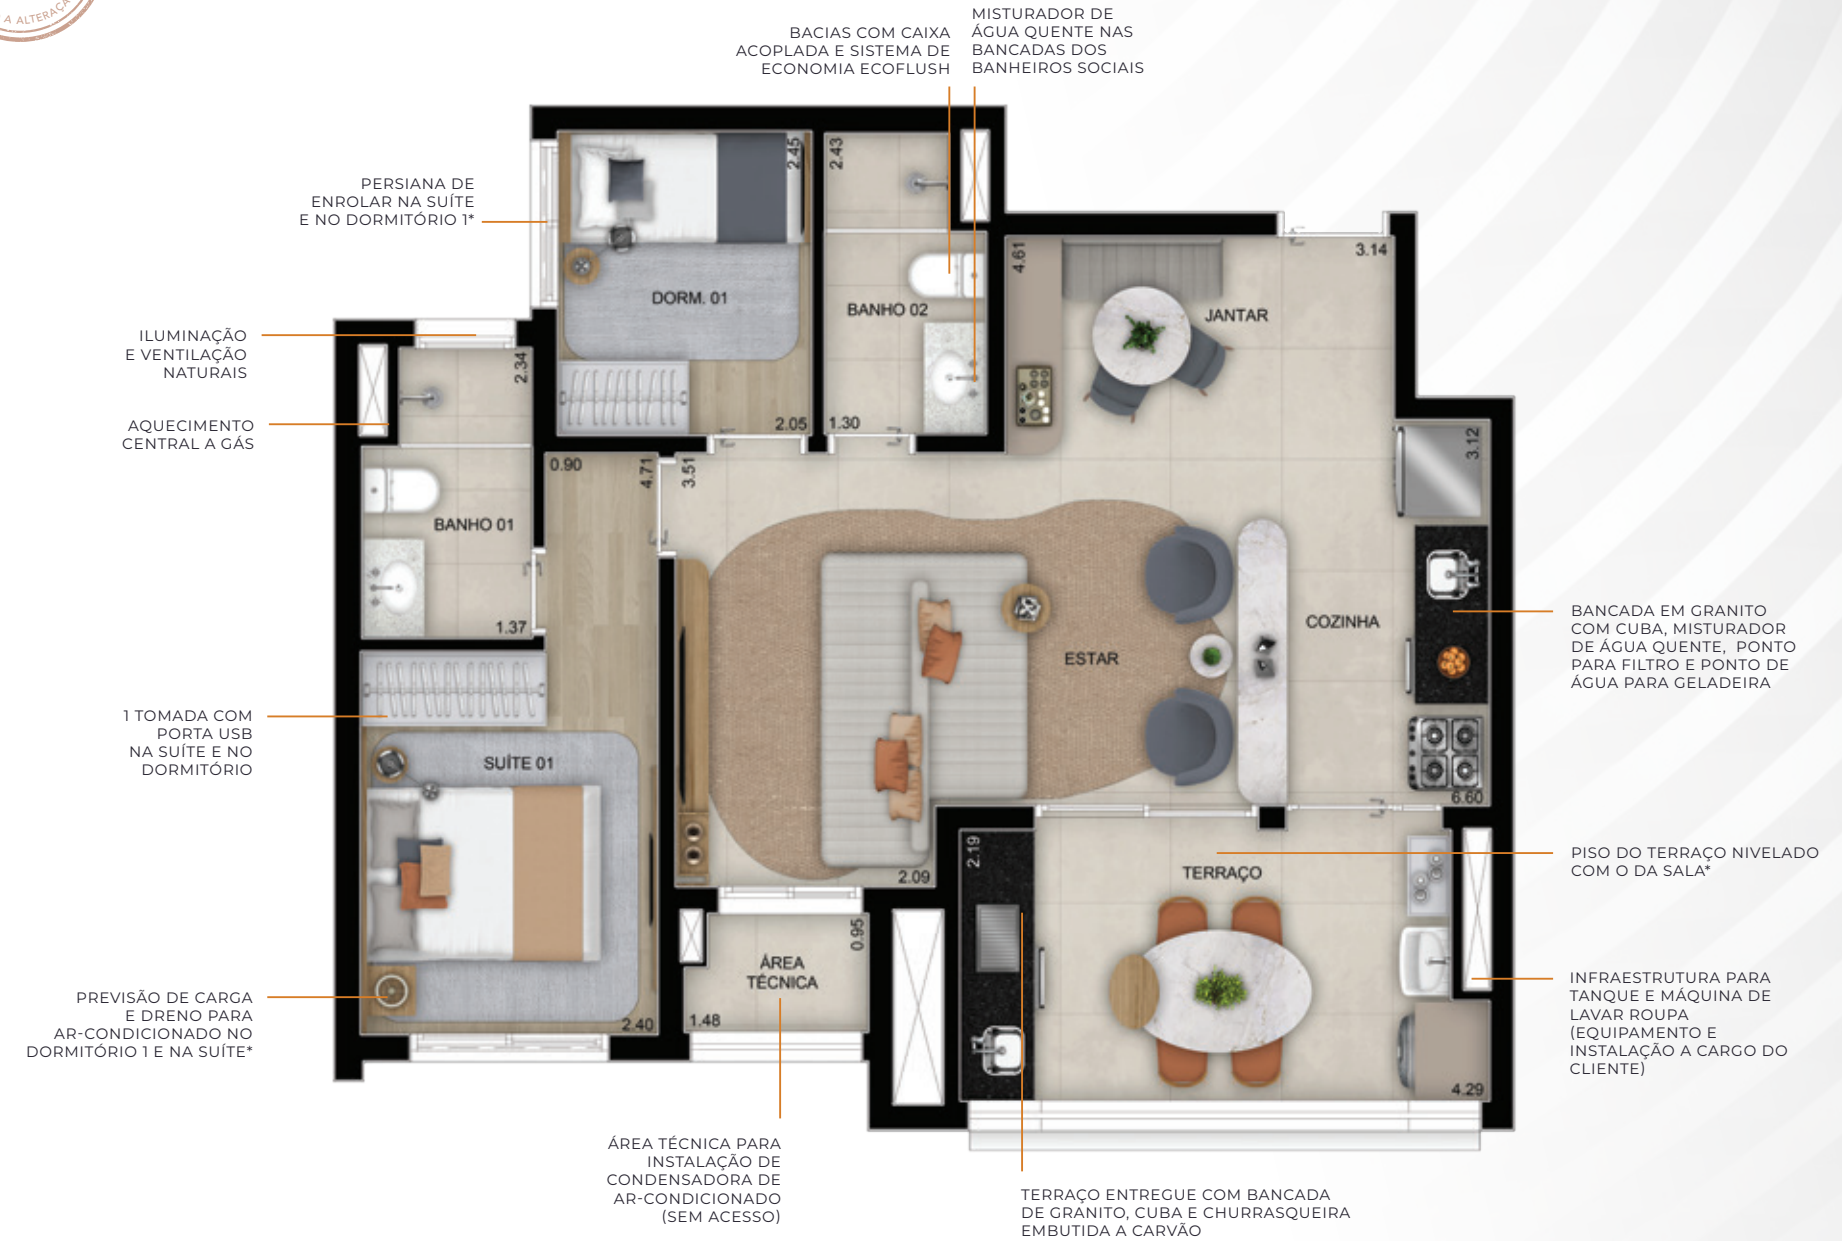 A ALTERAÇÃ
BACIAS COM CAIXA
ACOPLADA E SISTEMA DE
ECONOMIA ECOFLUSH
MISTURADOR DE
ÁGUA QUENTE NAS
BANCADAS DOS
BANHEIROS SOCIAIS
PERSIANA DE
ENROLAR NA SUÍTE
E NO DORMITÓRIO 1*
ILUMINAÇÃO
E VENTILAÇÃO
NATURAIS
AQUECIMENTO
CENTRAL A GÁS
1 TOMADA COM
PORTA USB
NA SUÍTE E NO
DORMITÓRIO
PREVISÃO DE CARGA
E DRENO PARA
AR-CONDICIONADO NO
DORMITÓRIO 1 E NA SUÍTE*
2.45
DORM. 01
2.05
2.43
BANHO 02
1.30
4.61
3.14
JANTAR
2.34
BANHO 01
1.37
0.90
4.71
3.51
SUÍTE 01
2.40
ESTAR
2.09
3.12
COZINHA
6.60
0.95
ÁREA
TÉCNICA
1.48
2.19
TERRAÇO
4.29
BANCADA EM GRANITO
COM CUBA, MISTURADOR
DE ÁGUA QUENTE, PONTO
PARA FILTRO E PONTO DE
ÁGUA PARA GELADEIRA
PISO DO TERRAÇO NIVELADO
COM O DA SALA*
INFRAESTRUTURA PARA
TANQUE E MÁQUINA DE
LAVAR ROUPA
(EQUIPAMENTO E
INSTALAÇÃO A CARGO DO
CLIENTE)
ÁREA TÉCNICA PARA
INSTALAÇÃO DE
CONDENSADORA DE
AR-CONDICIONADO
(SEM ACESSO)
TERRAÇO ENTREGUE COM BANCADA
DE GRANITO, CUBA E CHURRASQUEIRA
EMBUTIDA A CARVÃO